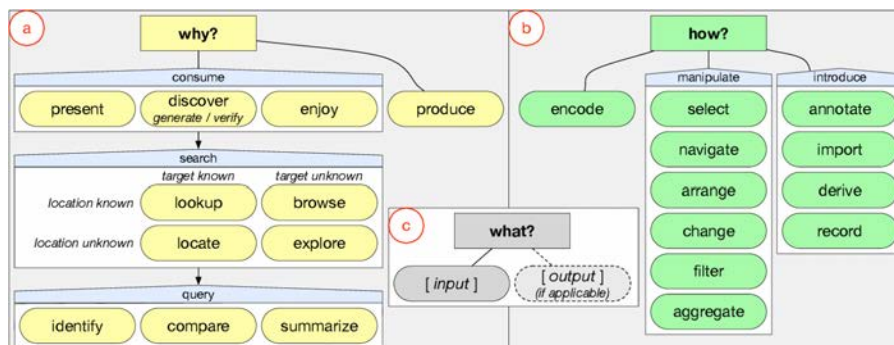 a
why?
consume
present
discover
generate / verify
enjoy
produce
search
target known
target unknown
location known
lookup
browse
location unknown
locate
explore
query
identify
compare
summarize
b
how?
encode
manipulate
select
navigate
arrange
change
filter
aggregate
introduce
annotate
import
derive
record
c
what?
[ input ]
[ output ]
(if applicable)